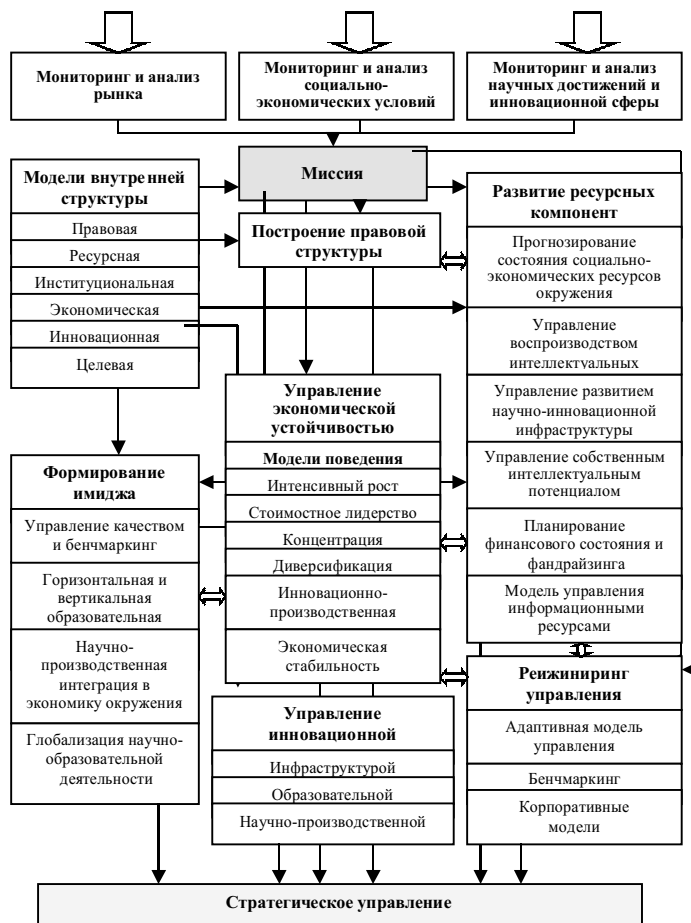 Мониторинг и анализ
рынка
Мониторинг и анализ
социально-
экономических условий
Мониторинг и анализ
научных достижений и
инновационной сферы
Миссия
Модели внутренней
структуры
Правовая
Ресурсная
Институциональная
Экономическая
Инновационная
Целевая
Построение правовой
структуры
Развитие ресурсных
компонент
Прогнозирование
состояния социально-
экономических ресурсов
окружения
Управление
воспроизводством
интеллектуальных
Управление развитием
научно-инновационной
инфраструктуры
Управление собственным
интеллектуальным
потенциалом
Планирование
финансового состояния и
фандрайзинга
Модель управления
информационными
ресурсами
Управление
экономической
устойчивостью
Модели поведения
Интенсивный рост
Стоимостное лидерство
Концентрация
Диверсификация
Инновационно-
производственная
Экономическая
стабильность
Формирование
имиджа
Управление качеством
и бенчмаркинг
Горизонтальная и
вертикальная
образовательная
Научно-
производственная
интеграция в
экономику окружения
Глобализация научно-
образовательной
деятельности
Управление
инновационной
Инфраструктурой
Образовательной
Научно-производственной
Реижиниринг
управления
Адаптивная модель
управления
Бенчмаркинг
Корпоративные
модели
Стратегическое управление